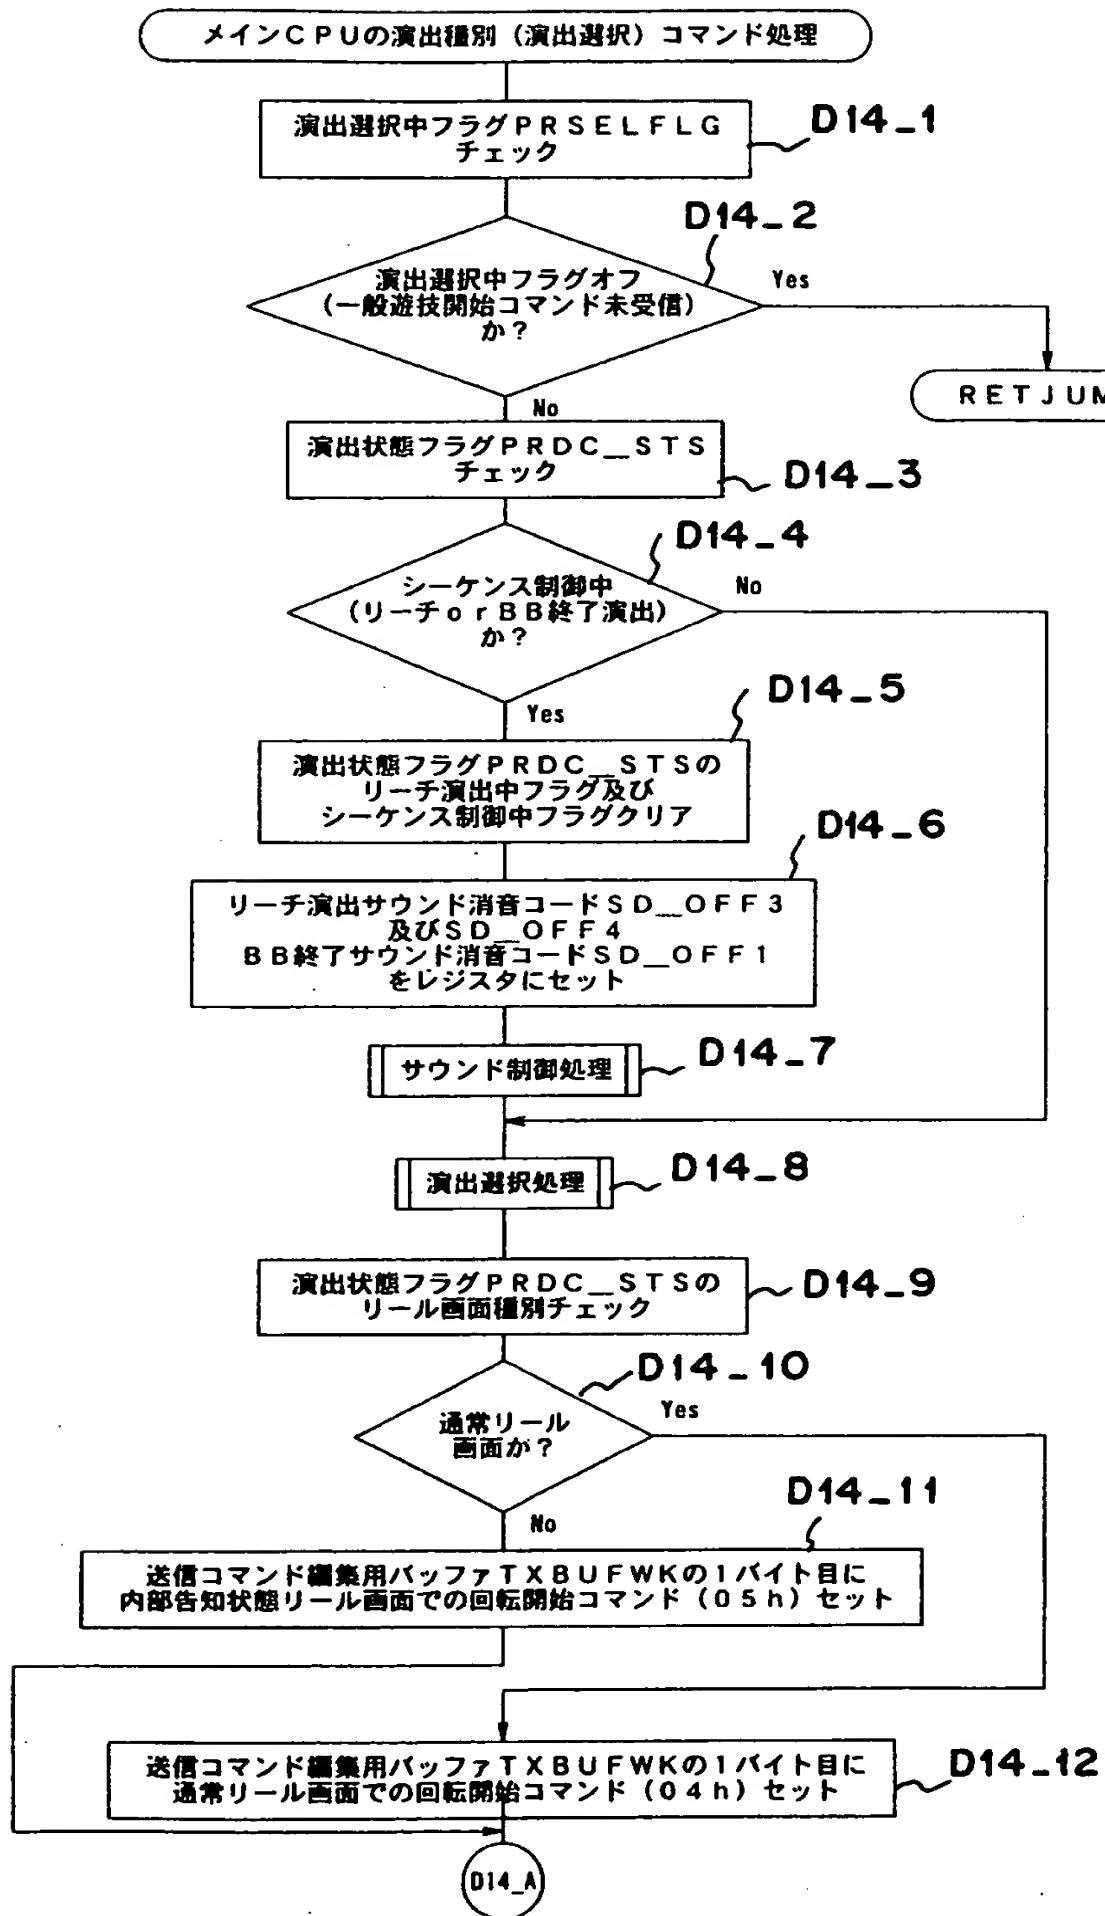 メインCPUの演出種別(演出選択)コマンド処理
演出選択中フラグPRSELFLG
チェック
D14_1
D14_2
演出選択中フラグオフ
(一般遊技開始コマンド未受信)
か?
Yes
RETJUM
No
演出状態フラグPRDC__STS
チェック
D14_3
D14_4
シーケンス制御中
(リーチorBB終了演出)
か?
No
Yes
D14_5
演出状態フラグPRDC__STSの
リーチ演出中フラグ及び
シーケンス制御中フラグクリア
D14_6
リーチ演出サウンド消音コードSD__OFF3
及びSD__OFF4
BB終了サウンド消音コードSD__OFF1
をレジスタにセット
サウンド制御処理
D14_7
演出選択処理
D14_8
演出状態フラグPRDC__STSの
リール画面種別チェック
D14_9
D14_10
通常リール
画面か?
Yes
No
D14_11
送信コマンド編集用バッファTXBUFWKの1バイト目に
内部告知状態リール画面での回転開始コマンド(05h)セット
送信コマンド編集用バッファTXBUFWKの1バイト目に
通常リール画面での回転開始コマンド(04h)セット
D14_12
D14_A